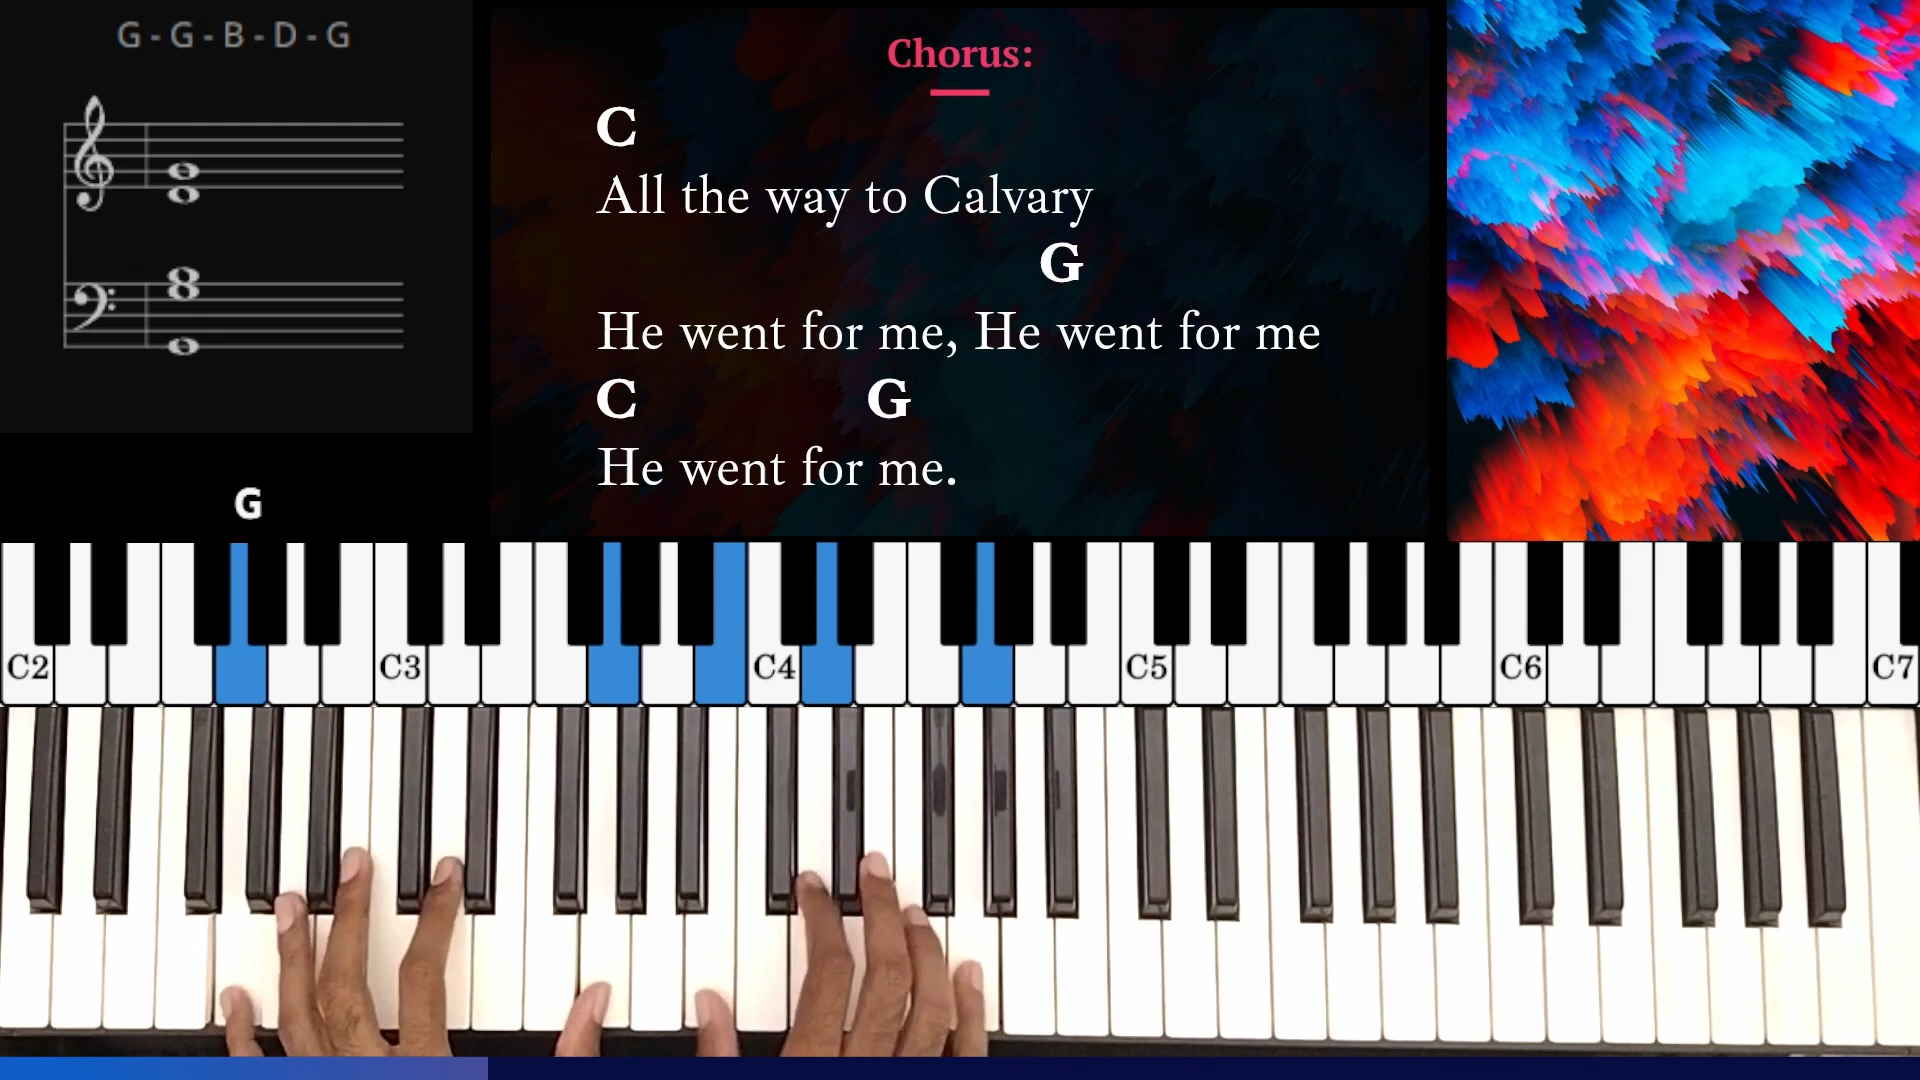 G - G - B - D - G
Chorus:
C
All the way to Calvary
G
He went for me, He went for me
C G
He went for me.
G
C2 C3 C4 C5 C6 C7